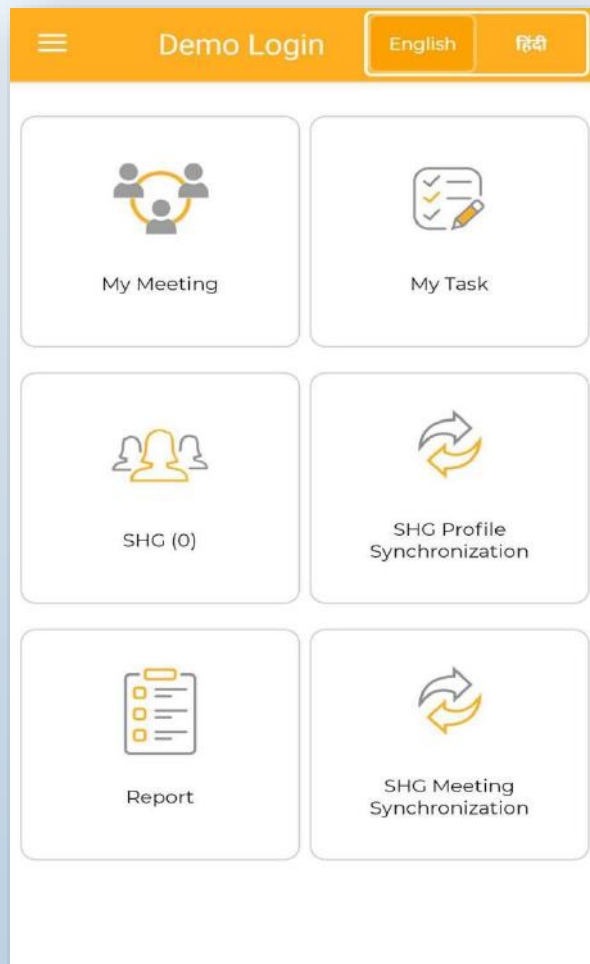 Demo Login
English
हिंदी
My Meeting
My Task
SHG (0)
SHG Profile
Synchronization
Report
SHG Meeting
Synchronization